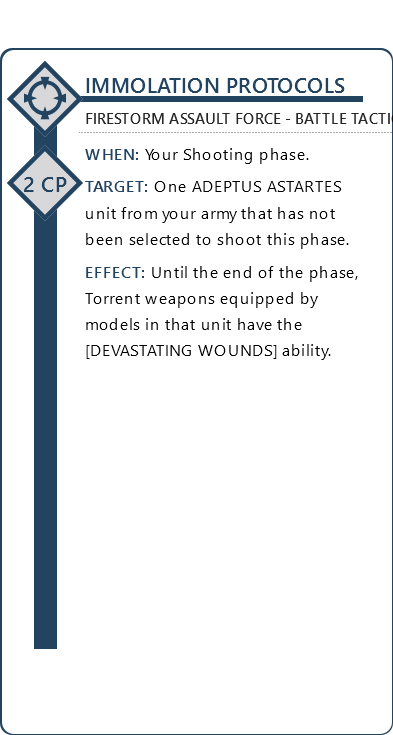 IMMOLATION PROTOCOLS
FIRESTORM ASSAULT FORCE - BATTLE TACTI
2 CP
WHEN: Your Shooting phase.
TARGET: One ADEPTUS ASTARTES
unit from your army that has not
been selected to shoot this phase.
EFFECT: Until the end of the phase,
Torrent weapons equipped by
models in that unit have the
[DEVASTATING WOUNDS] ability.